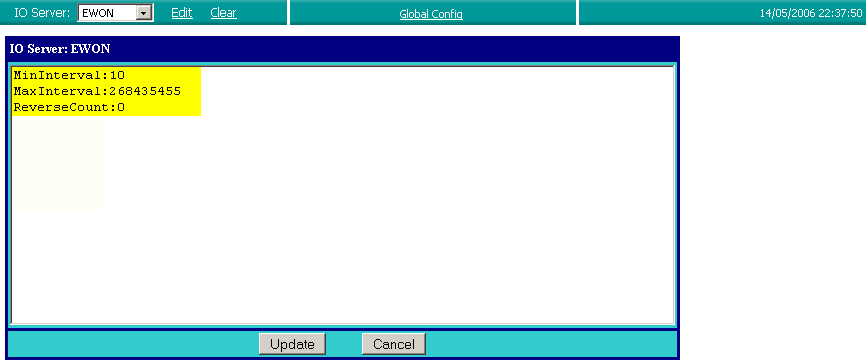 IO Server: EWON Edit Clear Global Config 14/05/2006 22:37:50
IO Server: EWON
MinInterval:10
MaxInterval:268435455
ReverseCount:0
Update Cancel